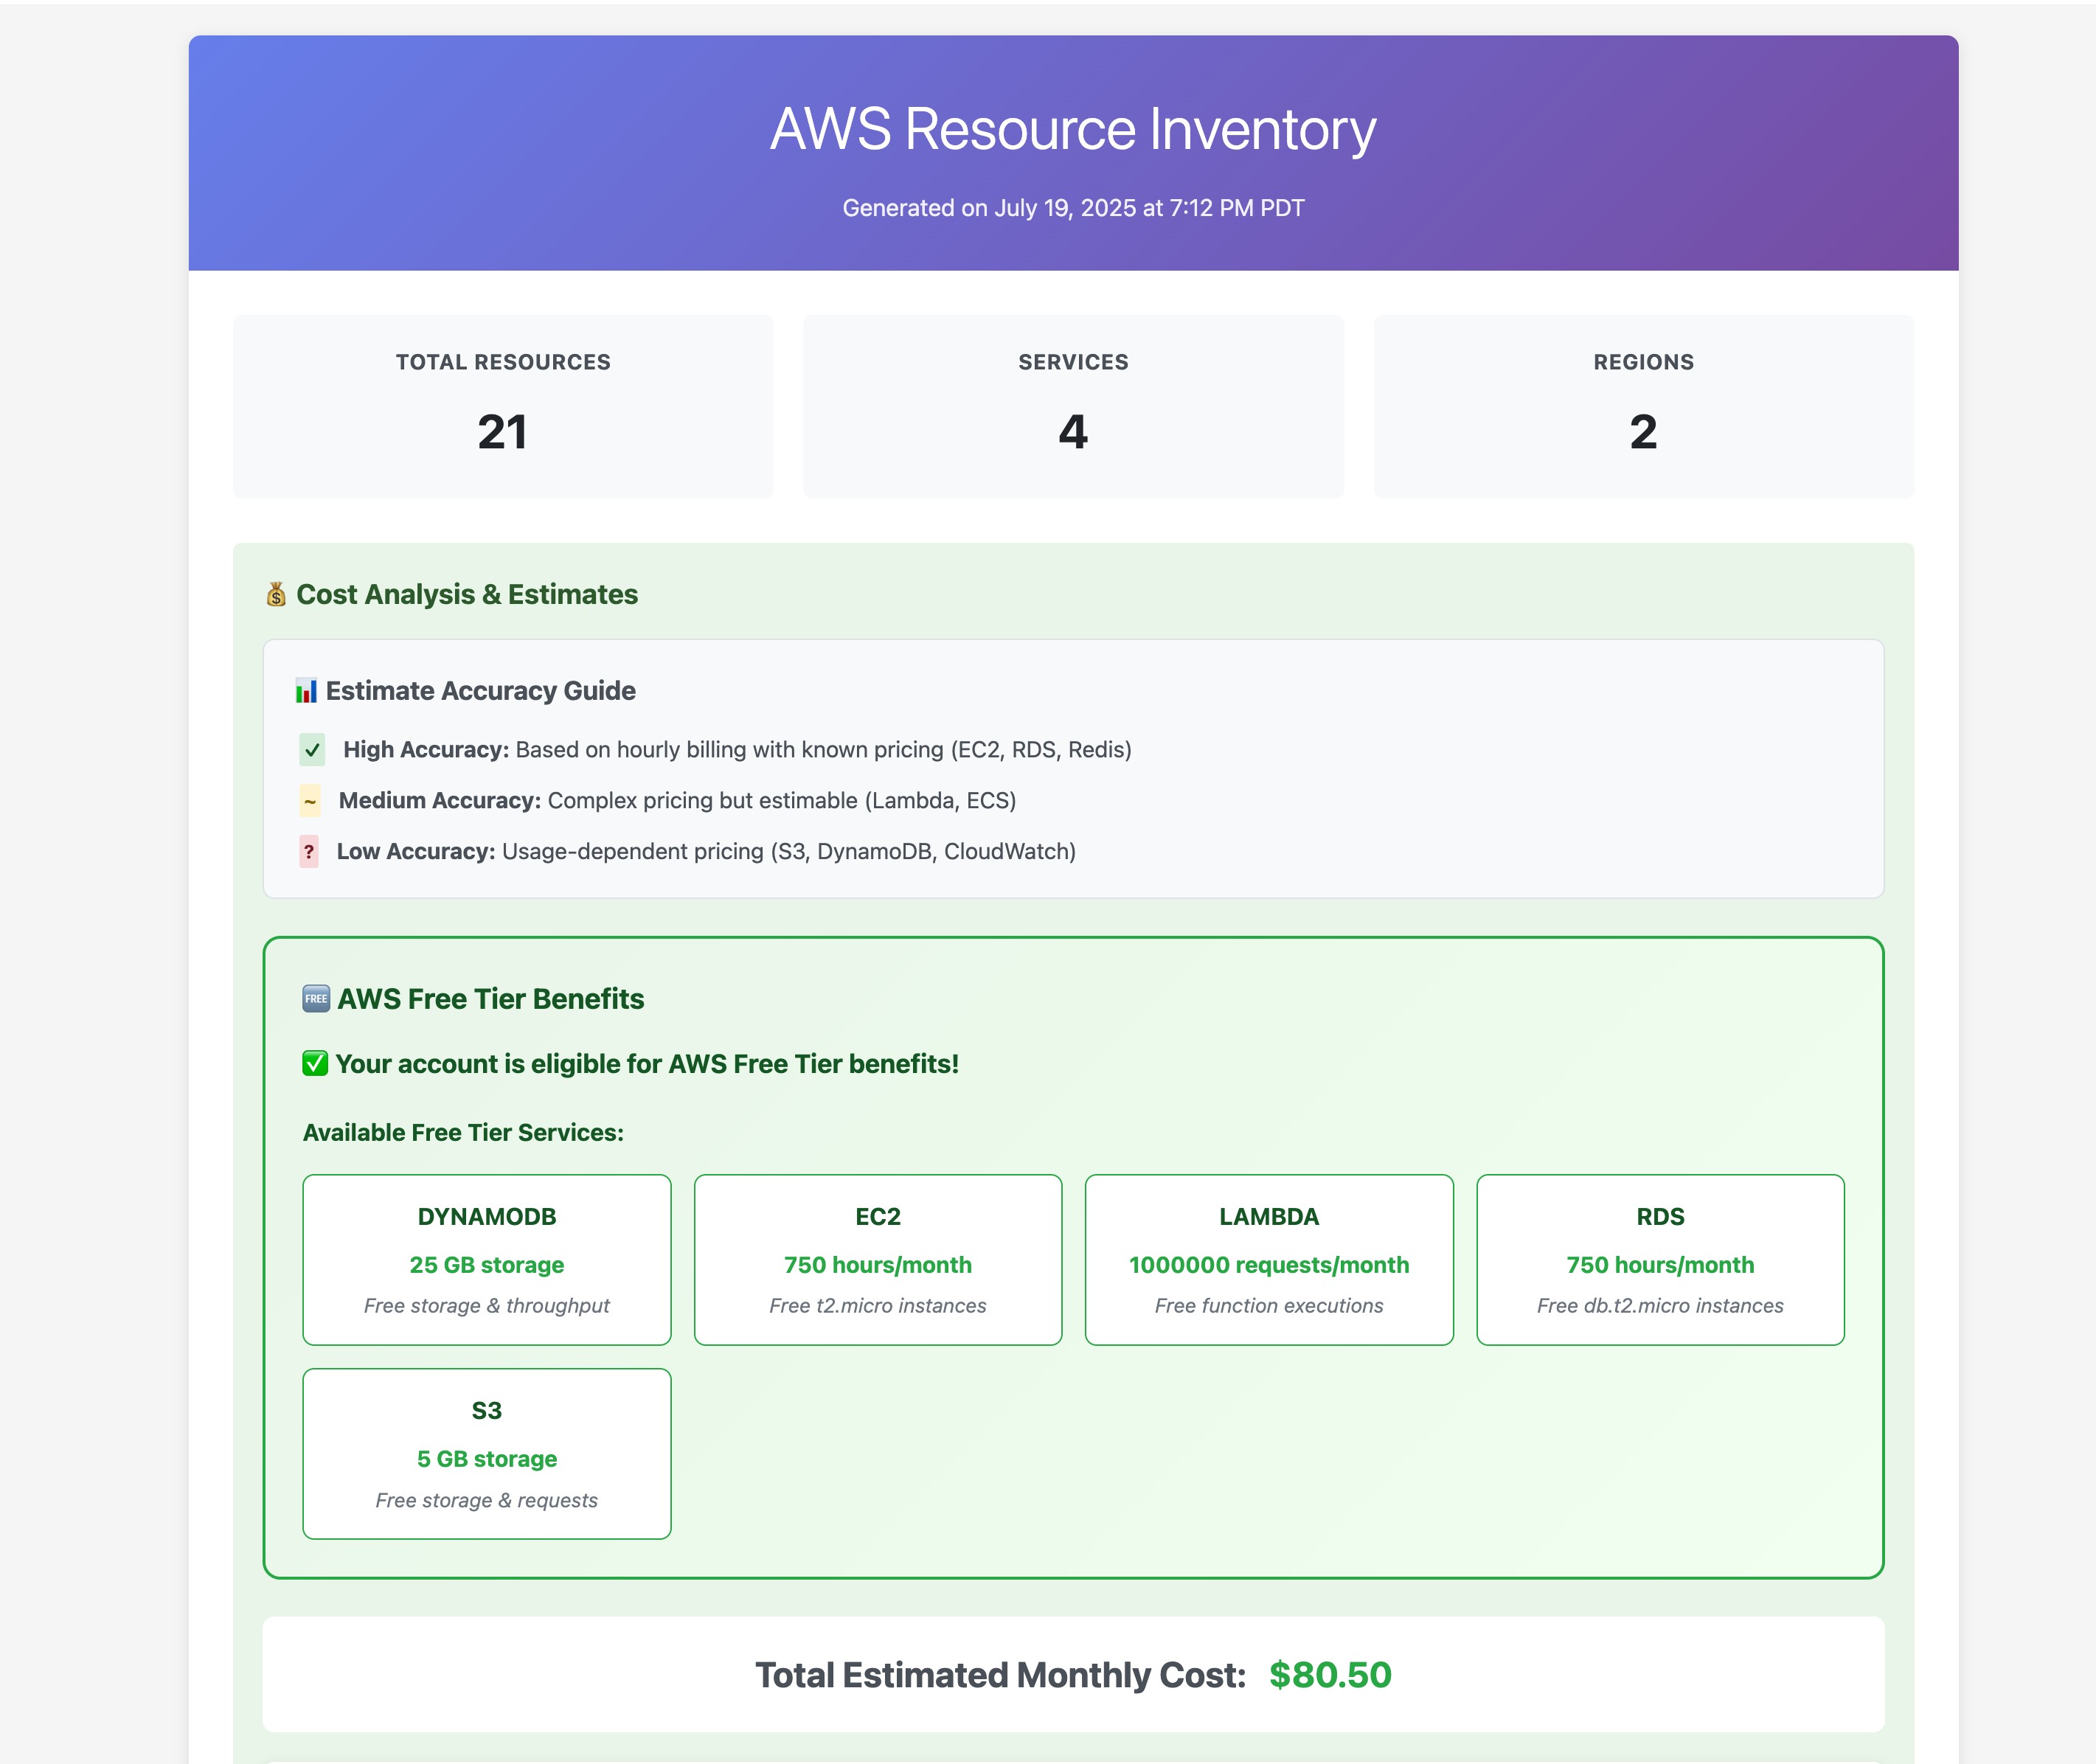 AWS Resource Inventory
Generated on July 19, 2025 at 7:12 PM PDT
TOTAL RESOURCES
21
SERVICES
4
REGIONS
2
💰 Cost Analysis & Estimates
📊 Estimate Accuracy Guide
✓ High Accuracy: Based on hourly billing with known pricing (EC2, RDS, Redis)
~ Medium Accuracy: Complex pricing but estimable (Lambda, ECS)
? Low Accuracy: Usage-dependent pricing (S3, DynamoDB, CloudWatch)
🆓 AWS Free Tier Benefits
✅ Your account is eligible for AWS Free Tier benefits!
Available Free Tier Services:
DYNAMODB
25 GB storage
Free storage & throughput
EC2
750 hours/month
Free t2.micro instances
LAMBDA
1000000 requests/month
Free function executions
RDS
750 hours/month
Free db.t2.micro instances
S3
5 GB storage
Free storage & requests
Total Estimated Monthly Cost: $80.50